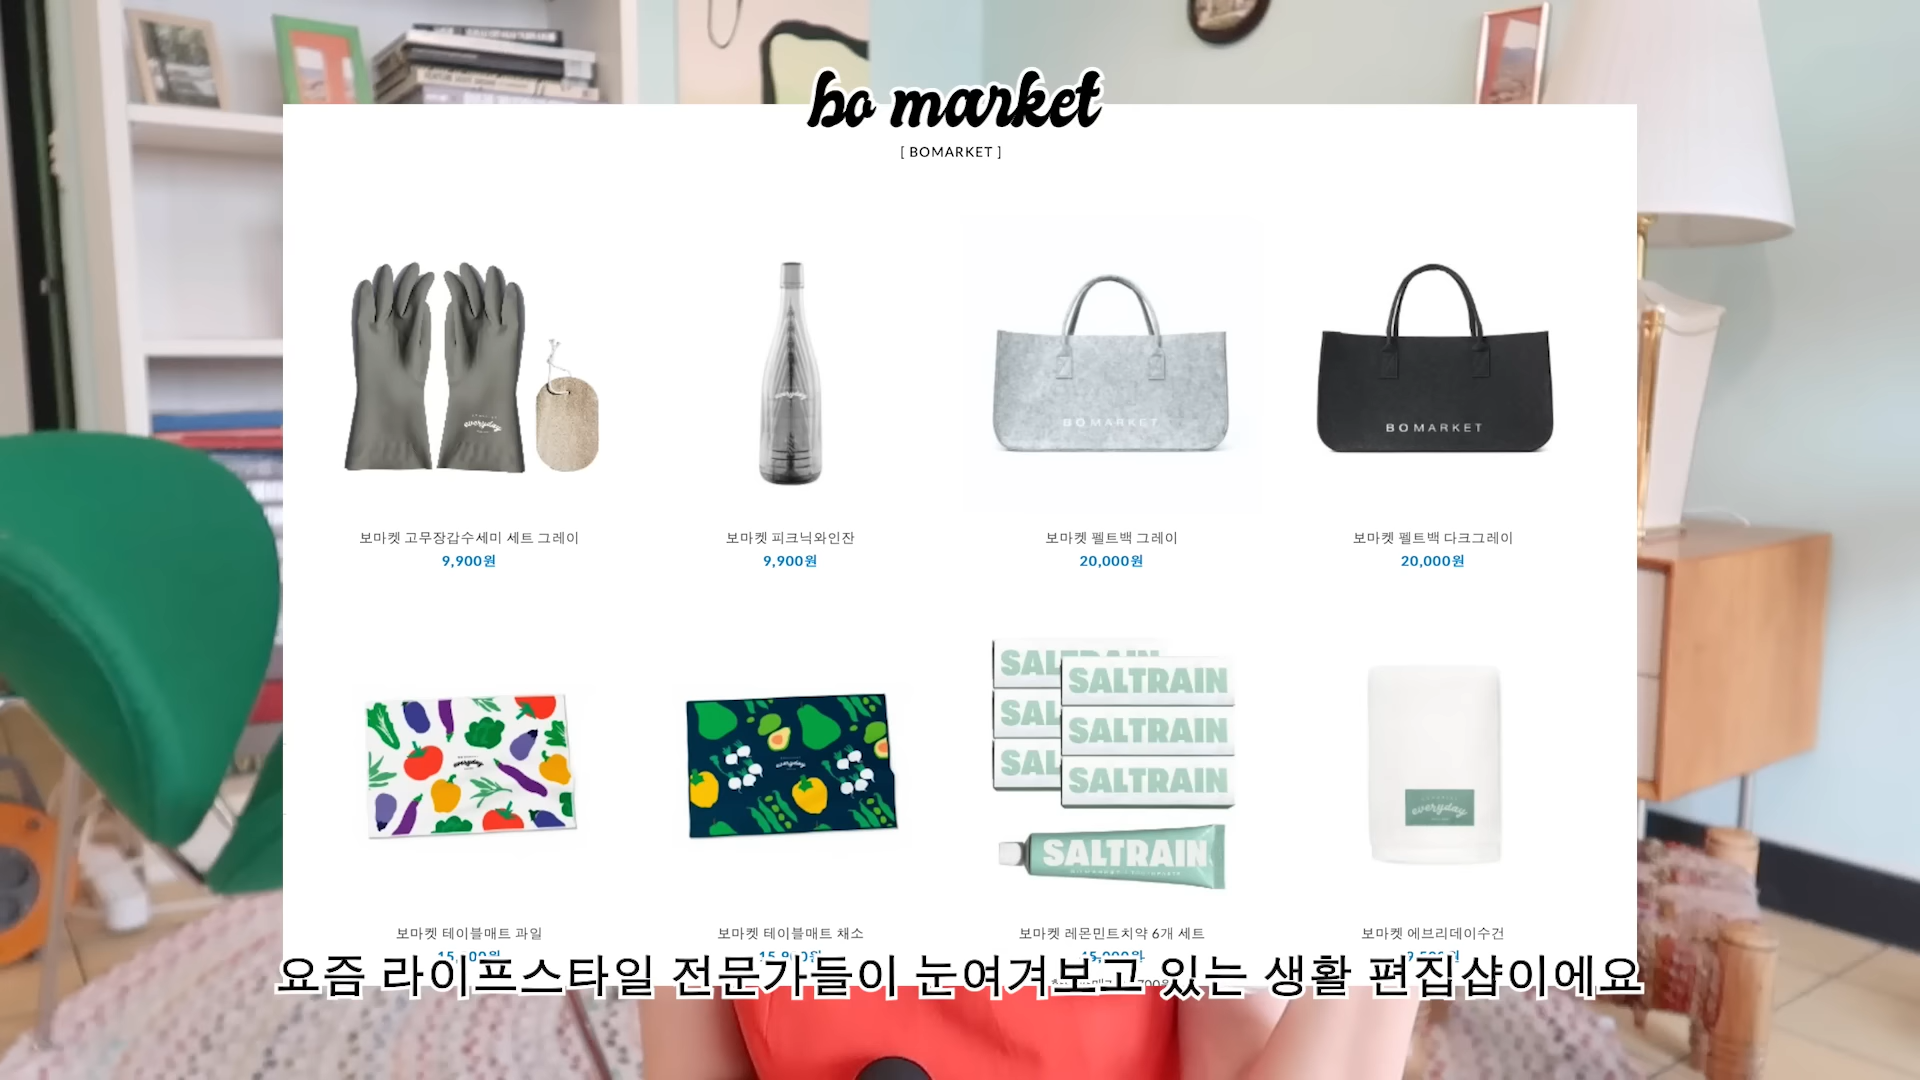 bo market
[ BOMARKET ]
everyday
everyday
BOMARKET
BOMARKET
보마켓 고무장갑수세미 세트 그레이
9,900원
보마켓 피크닉와인잔
9,900원
보마켓 펠트백 그레이
20,000원
보마켓 펠트백 다크그레이
20,000원
everyday
everyday
SALTRAIN
SALTRAIN
SALTRAIN
SALTRAIN
everyday
보마켓 테이블매트 과일
보마켓 테이블매트 채소
보마켓 레몬민트치약 6개 세트
보마켓 에브리데이수건
요즘 라이프스타일 전문가들이 눈여겨보고 있는 생활 편집샵이에요